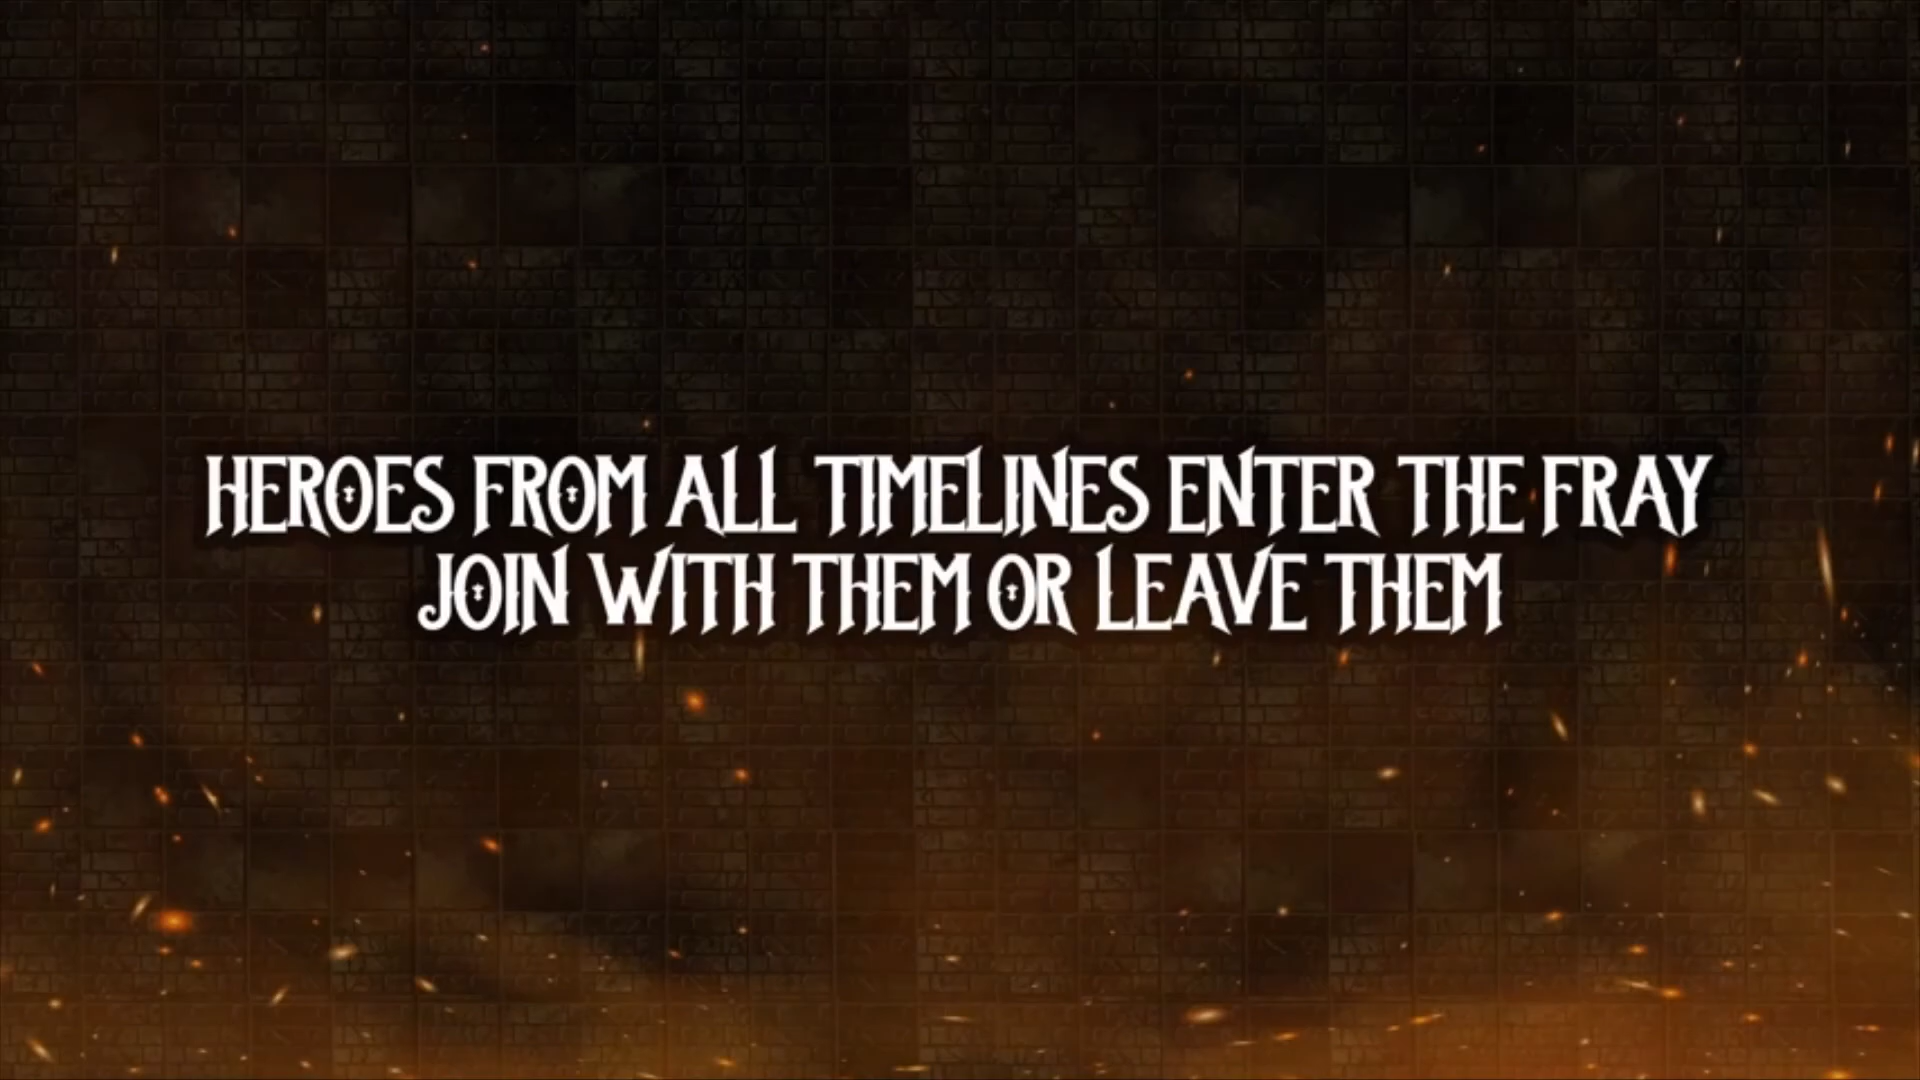 HEROES FROM ALL TIMELINES ENTER THE FRAY
JOIN WITH THEM OR LEAVE THEM